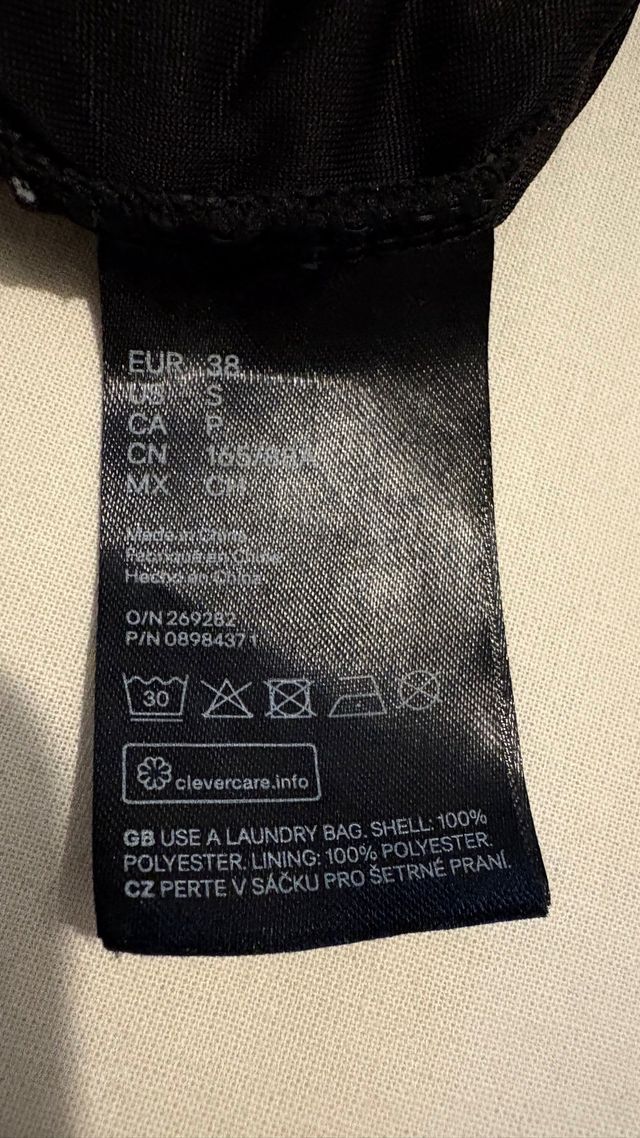 EUR 38
US S
CA P
CN
MX CH
Made in China
Fabriqué en Chine
Hecho en China
O/N 269282
P/N 0898437 1
30
clevercare.info
GB USE A LAUNDRY BAG. SHELL: 100%
POLYESTER. LINING: 100% POLYESTER.
CZ PERTE V SÁČKU PRO ŠETRNÉ PRANÍ.